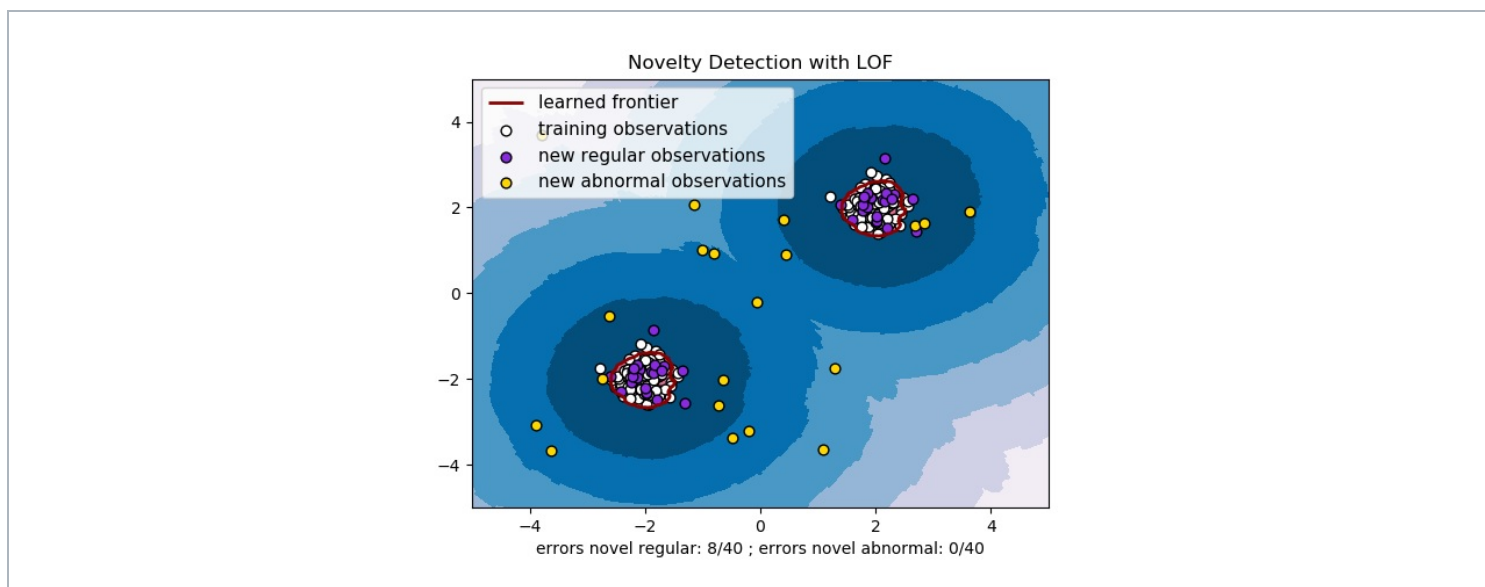 Novelty Detection with LOF
learned frontier
training observations
new regular observations
new abnormal observations
4
2
0
−2
−4
−4
−2
0
2
4
errors novel regular: 8/40 ; errors novel abnormal: 0/40